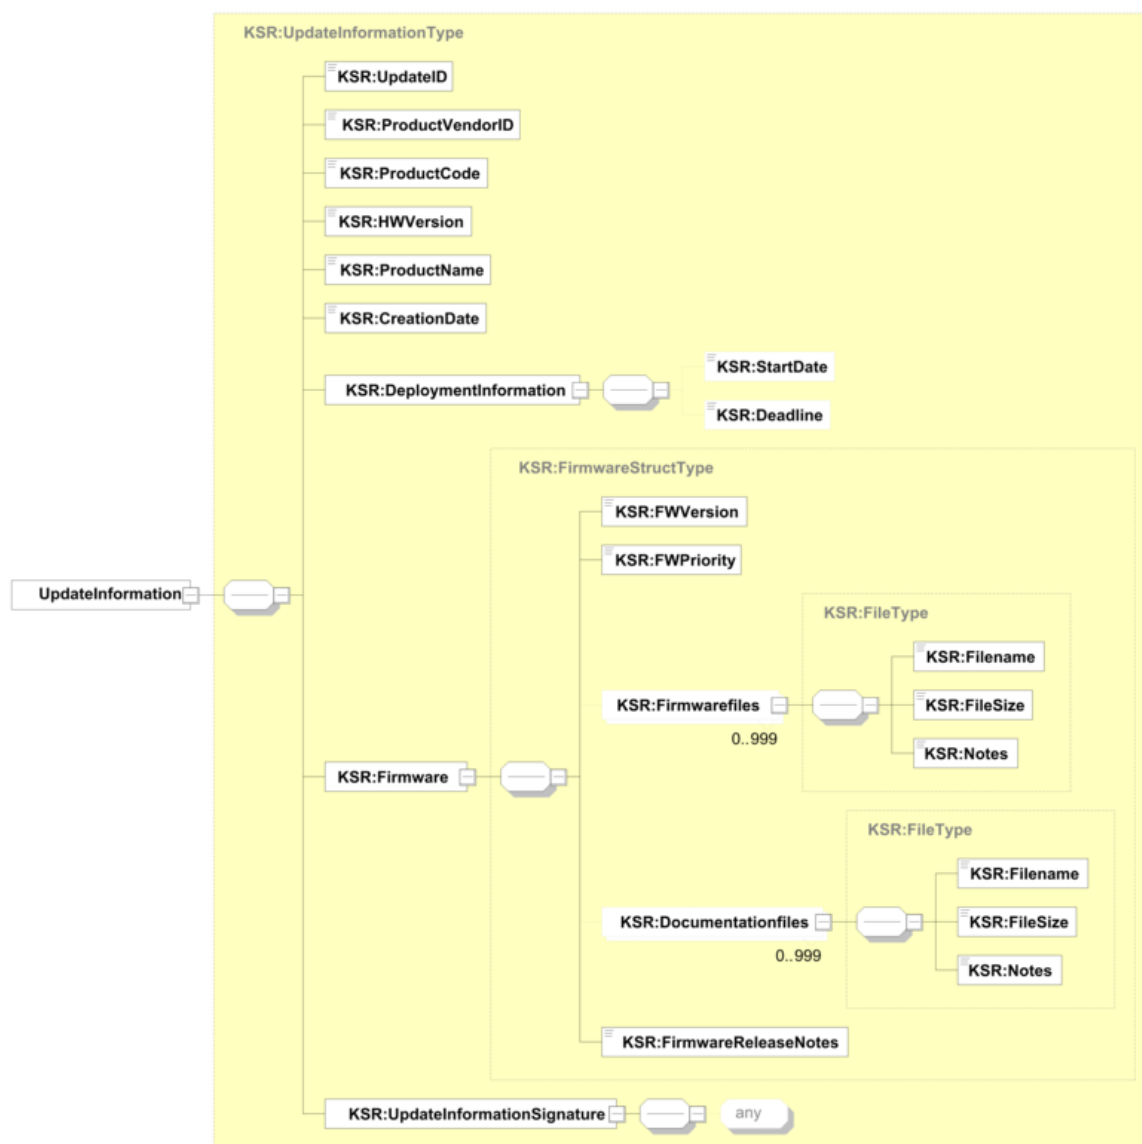 KSR:UpdateInformationType
KSR:UpdateID
KSR:ProductVendorID
KSR:ProductCode
KSR:HWVersion
KSR:ProductName
KSR:CreationDate
KSR:DeploymentInformation
KSR:StartDate
KSR:Deadline
KSR:FirmwareStructType
KSR:FWVersion
KSR:FWPriority
UpdateInformation
KSR:FileType
KSR:Filename
KSR:Firmwarefiles
KSR:FileSize
0..999
KSR:Notes
KSR:Firmware
KSR:FileType
KSR:Filename
KSR:Documentationfiles
KSR:FileSize
0..999
KSR:Notes
KSR:FirmwareReleaseNotes
KSR:UpdateInformationSignature
any